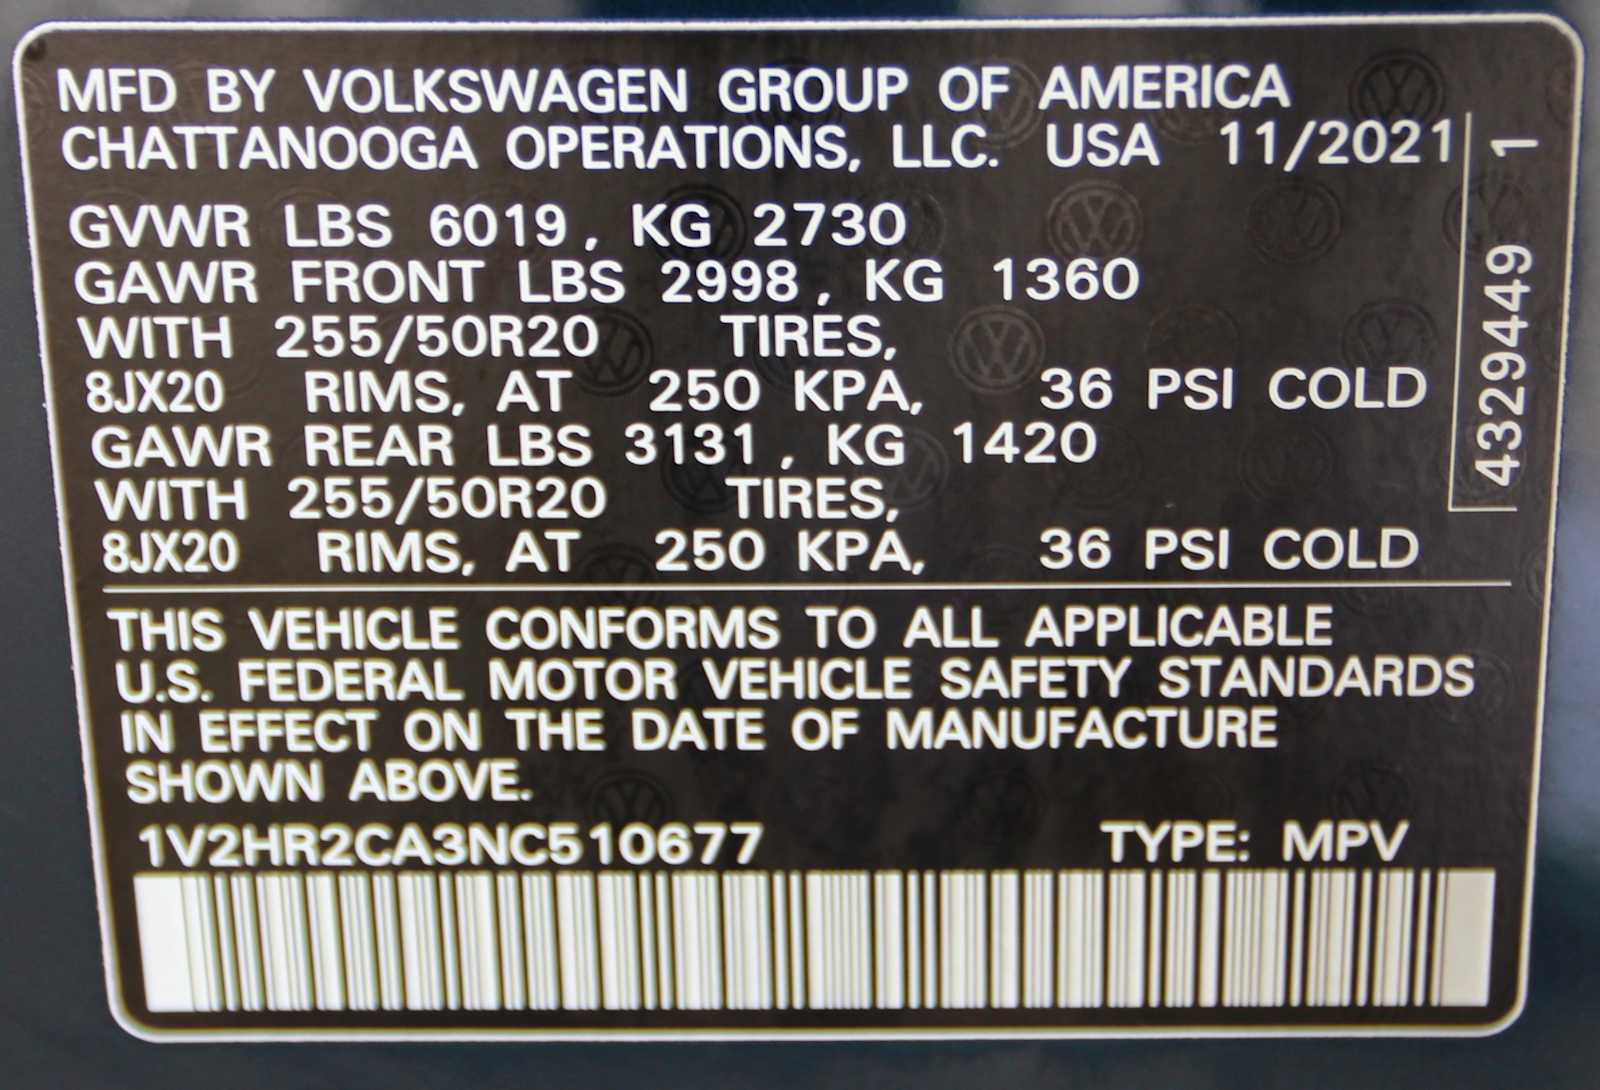 MFD BY VOLKSWAGEN GROUP OF AMERICA
CHATTANOOGA OPERATIONS, LLC. USA 11/2021
GVWR LBS 6019, KG 2730
GAWR FRONT LBS 2998, KG 1360
WITH 255/50R20 TIRES,
8JX20 RIMS, AT 250 KPA, 36 PSI COLD
GAWR REAR LBS 3131, KG 1420
WITH 255/50R20 TIRES,
8JX20 RIMS, AT 250 KPA, 36 PSI COLD
4329449 1
THIS VEHICLE CONFORMS TO ALL APPLICABLE
U.S. FEDERAL MOTOR VEHICLE SAFETY STANDARDS
IN EFFECT ON THE DATE OF MANUFACTURE
SHOWN ABOVE.
1V2HR2CA3NC510677 TYPE: MPV